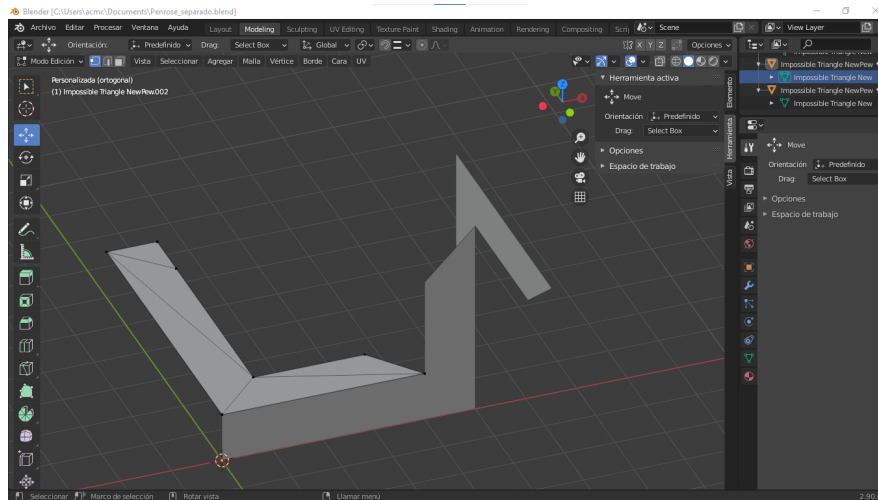 Blender [C:\Users\acmc\Documents\Penrose_separado.blend]
Archivo Editar Procesar Ventana Ayuda Layout Modeling Sculpting UV Editing Texture Paint Shading Animation Rendering Compositing Scri Scene View Layer
Orientación: Predefinido Drag: Select Box Global X Y Z Opciones
Modo Edición Vista Seleccionar Agregar Malla Vértice Borde Cara UV
Personalizada (ortogonal)
(1) Impossible Triangle NewPew.002
Herramienta activa
Move
Orientación Predefinido
Drag: Select Box
Opciones
Espacio de trabajo
Elemento
Herramienta
Vista
Impossible Triangle NewPew
Impossible Triangle New
Impossible Triangle NewPew
Impossible Triangle New
Move
Orientación Predefinido
Drag: Select Box
Opciones
Espacio de trabajo
Seleccionar Marco de selección Rotar vista Llamar menú 2.90